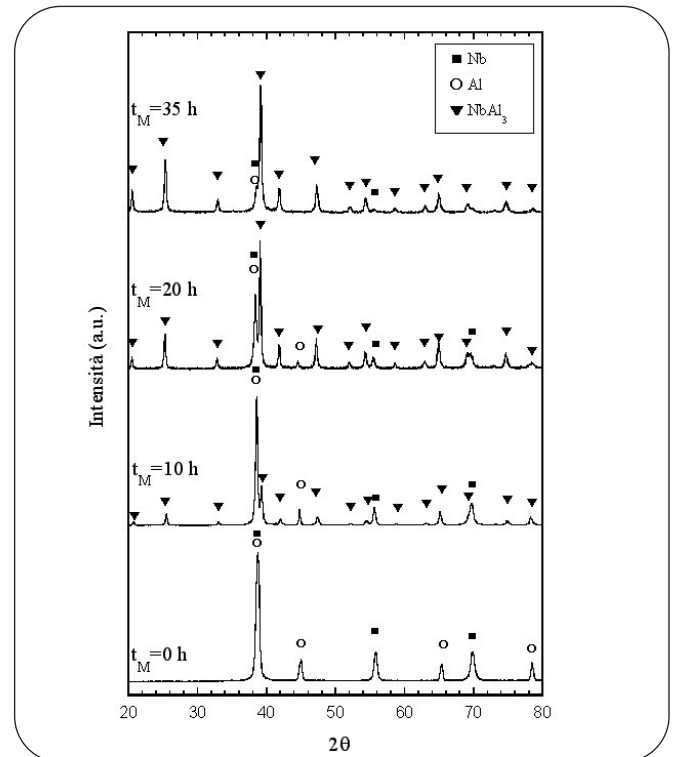 Nb
Al
NbAl3
tM=35 h
tM=20 h
tM=10 h
tM=0 h
Intensità (a.u.)
20 30 40 50 60 70 80
2θ